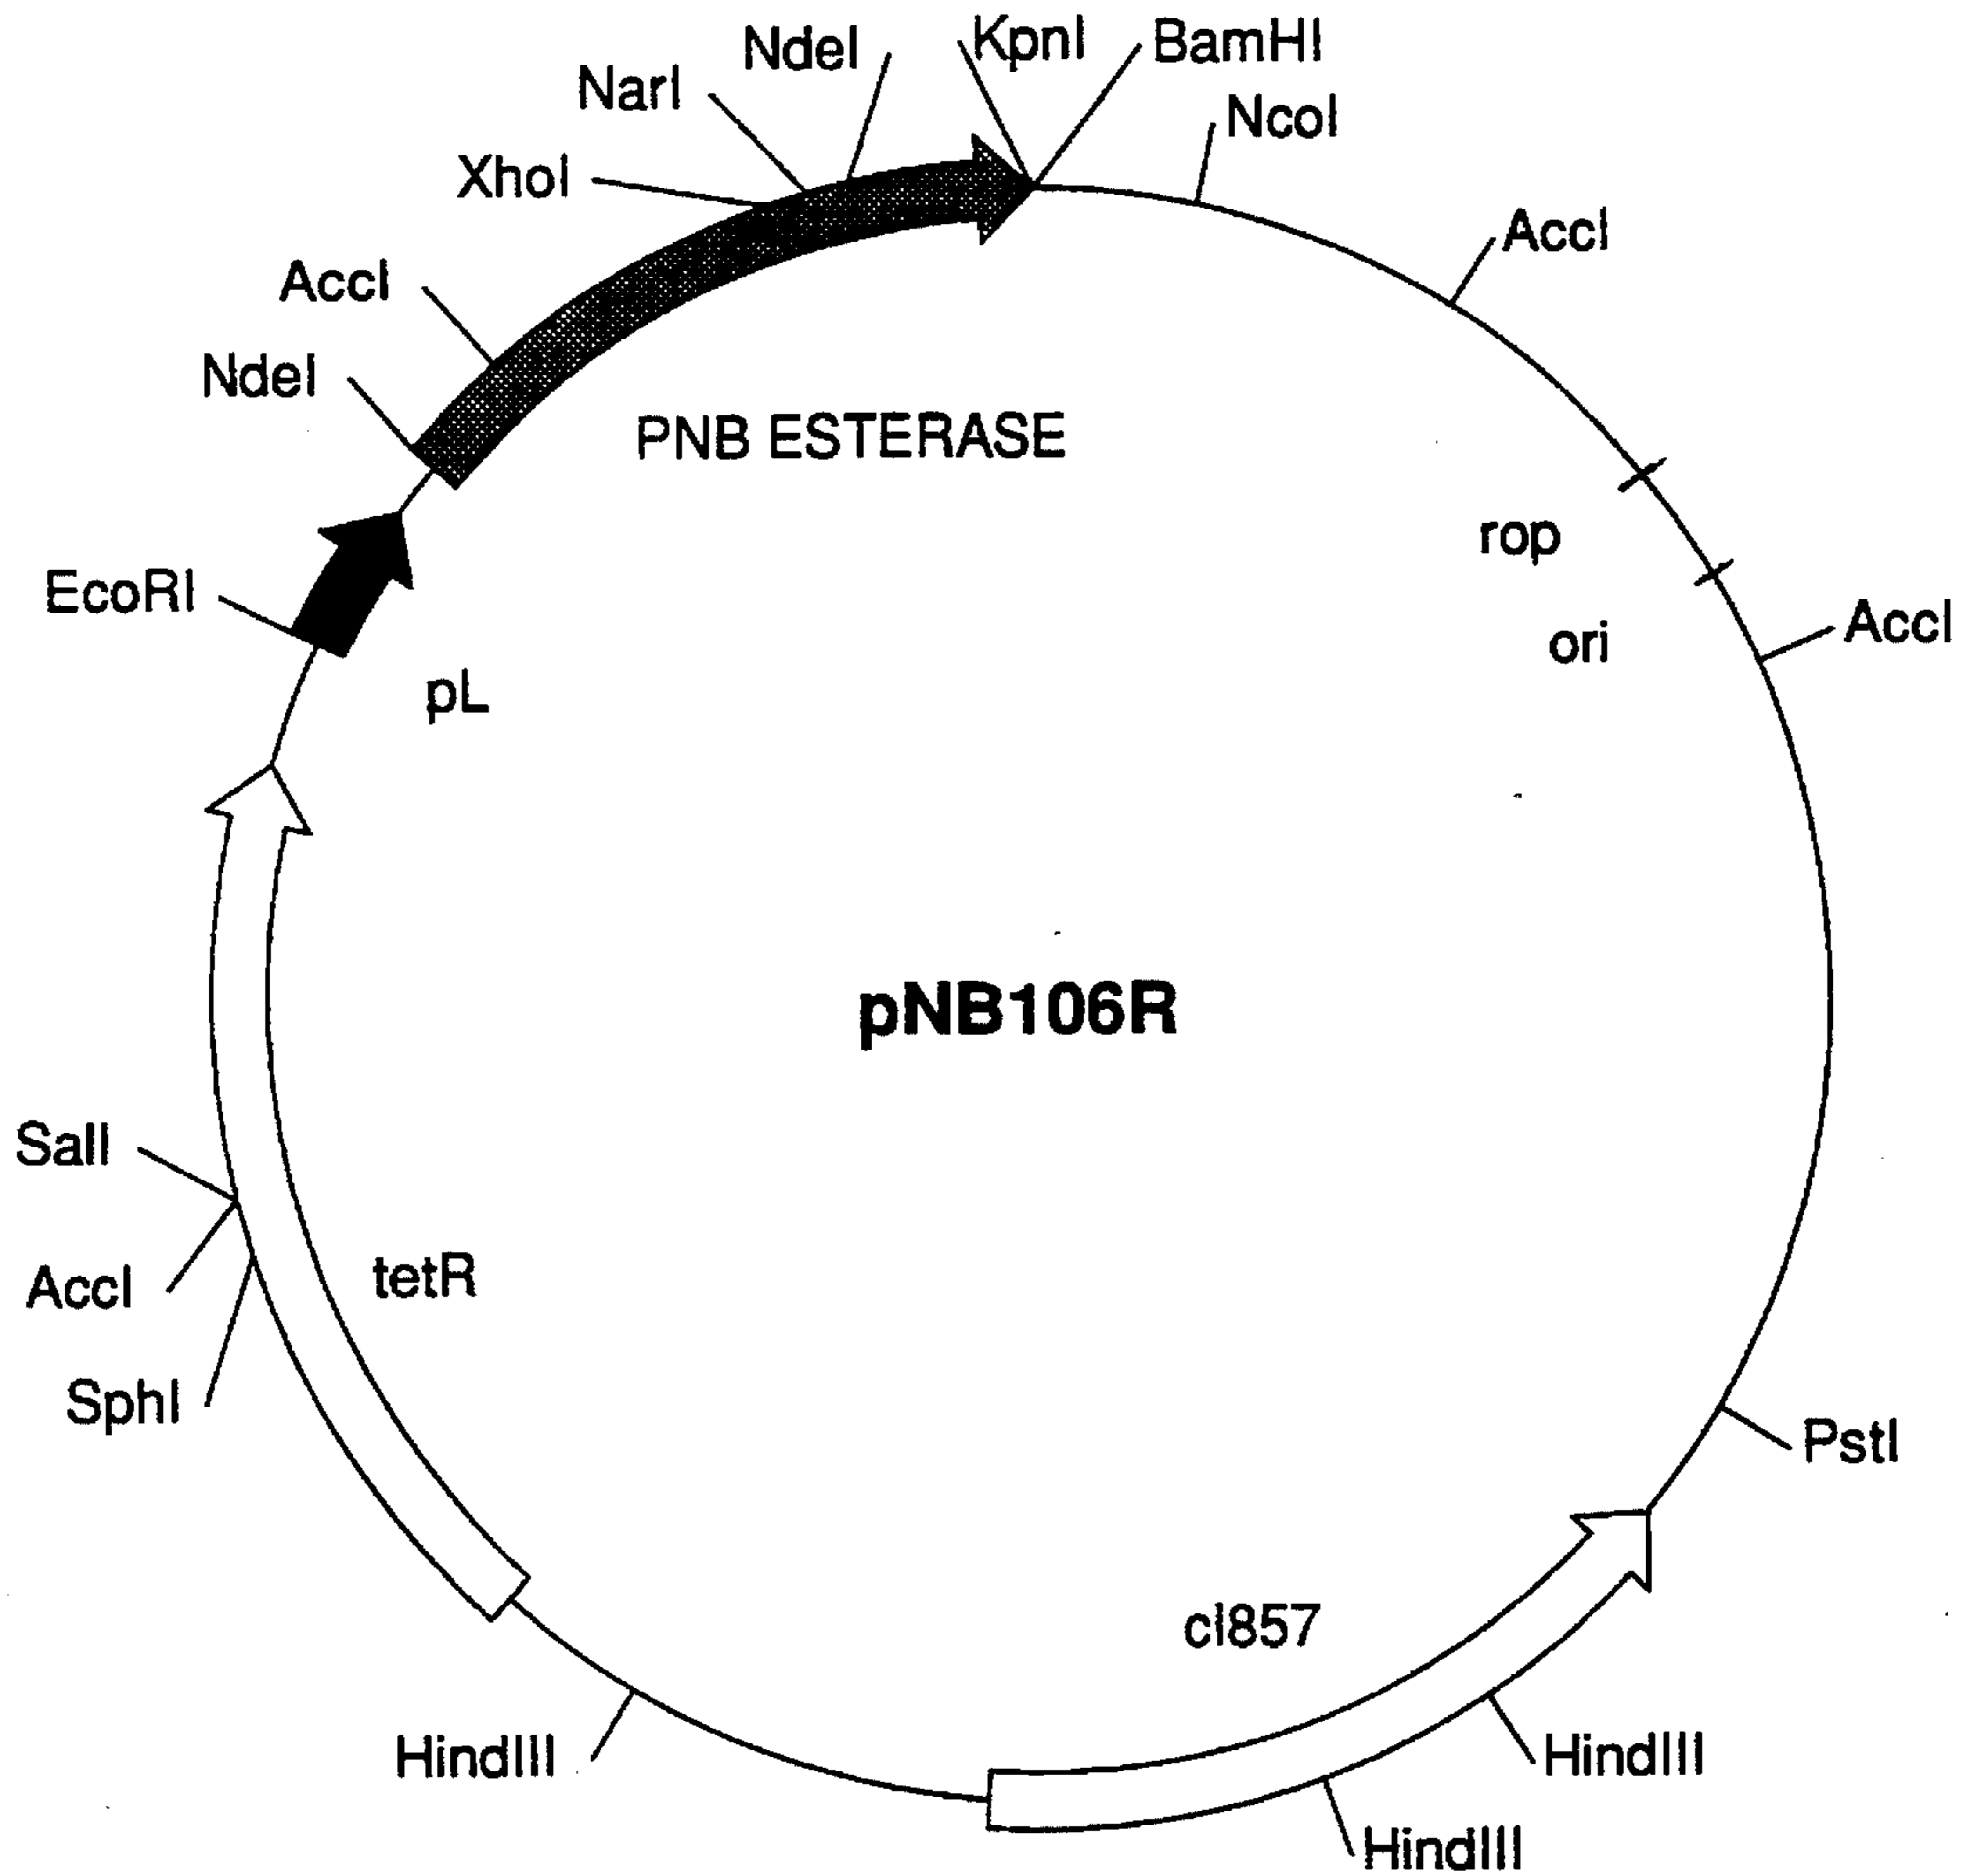 NdeI
KpnI
BamHI
NarI
NcoI
XhoI
AccI
AccI
NdeI
PNB ESTERASE
rop
EcoRI
ori
AccI
pL
pNB106R
SalI
tetR
AccI
SphI
PstI
cI857
HindIII
HindIII
HindIII